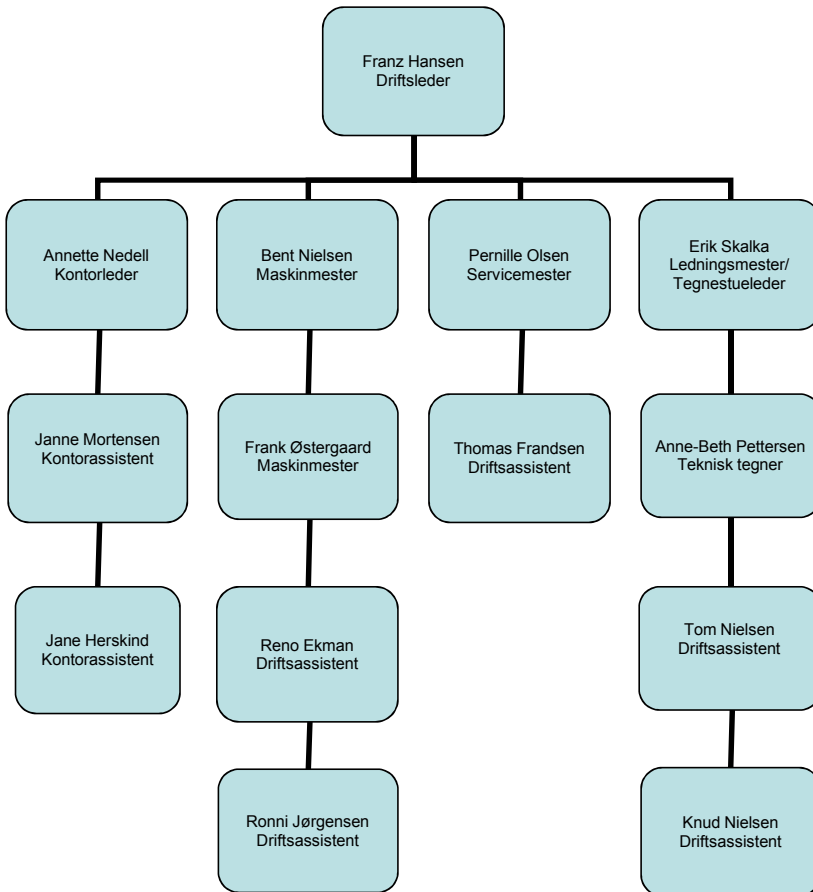 Franz Hansen
Driftsleder
Annette Nedell
Kontorleder
Bent Nielsen
Maskinmester
Pernille Olsen
Servicemester
Erik Skalka
Ledningsmester/
Tegnestueleder
Janne Mortensen
Kontorassistent
Frank Østergaard
Maskinmester
Thomas Frandsen
Driftsassistent
Anne-Beth Pettersen
Teknisk tegner
Jane Herskind
Kontorassistent
Reno Ekman
Driftsassistent
Tom Nielsen
Driftsassistent
Ronni Jørgensen
Driftsassistent
Knud Nielsen
Driftsassistent